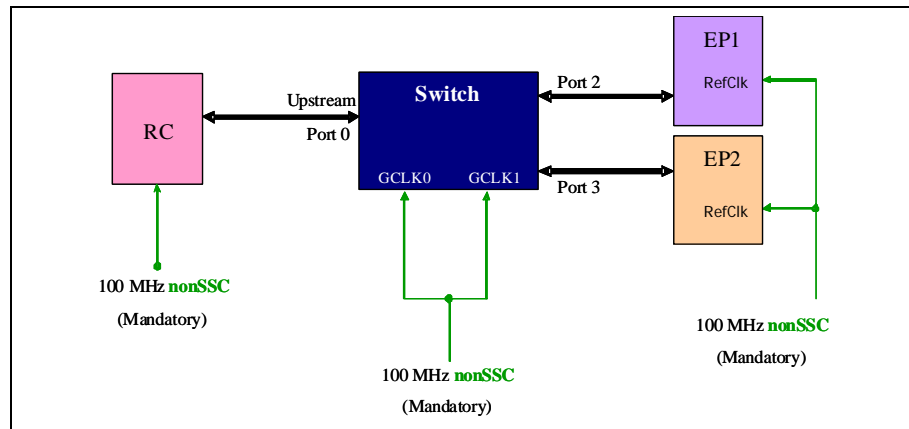 RC
100 MHz nonSSC
(Mandatory)
Upstream
Port 0
Switch
GCLK0 GCLK1
100 MHz nonSSC
(Mandatory)
Port 2
Port 3
EP1
RefClk
EP2
RefClk
100 MHz nonSSC
(Mandatory)